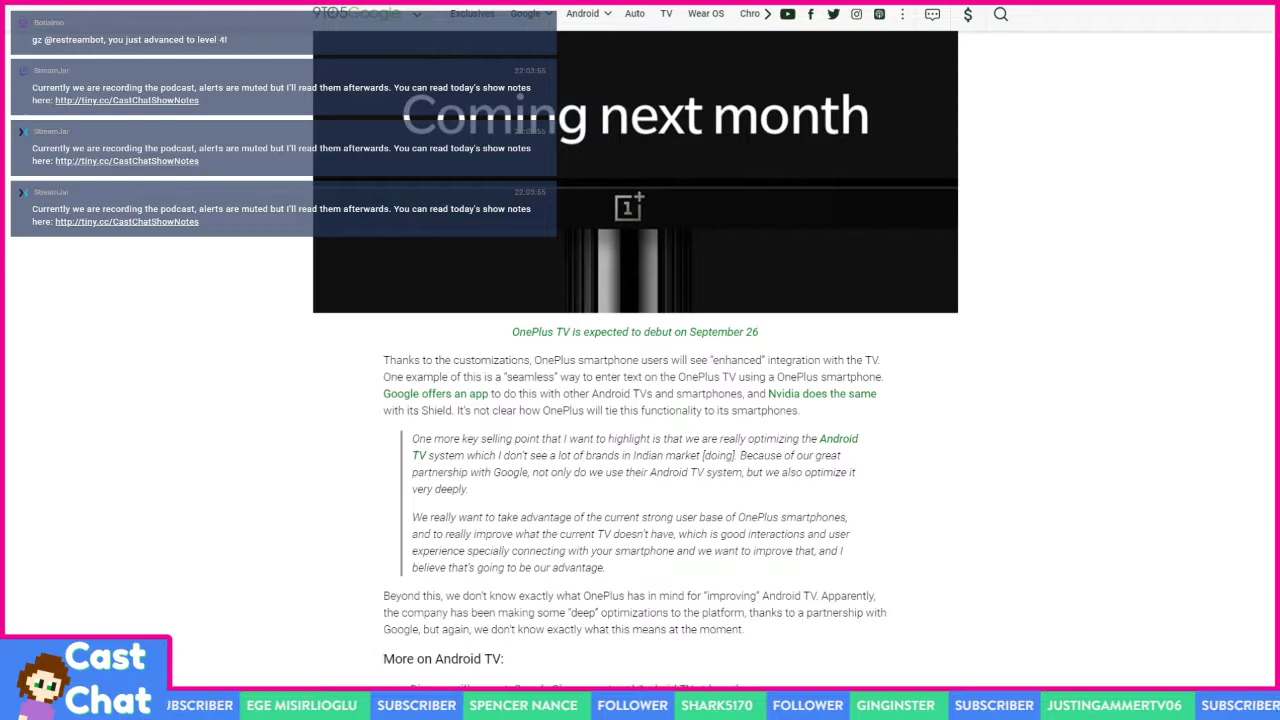 9TO5Google
Exclusives
Google
Android
Auto
TV
Wear OS
Chro
Botisimo
gz @restreambot, you just advanced to level 4!
StreamJar
22:03:55
Currently we are recording the podcast, alerts are muted but I'll read them afterwards. You can read today's show notes
here: http://tiny.cc/CastChatShowNotes
StreamJar
Currently we are recording the podcast, alerts are muted but I'll read them afterwards. You can read today's show notes
here: http://tiny.cc/CastChatShowNotes
StreamJar
22:03:55
Currently we are recording the podcast, alerts are muted but I'll read them afterwards. You can read today's show notes
here: http://tiny.cc/CastChatShowNotes
Coming next month
OnePlus TV is expected to debut on September 26
Thanks to the customizations, OnePlus smartphone users will see “enhanced” integration with the TV.
One example of this is a “seamless” way to enter text on the OnePlus TV using a OnePlus smartphone.
Google offers an app to do this with other Android TVs and smartphones, and Nvidia does the same
with its Shield. It’s not clear how OnePlus will tie this functionality to its smartphones.
One more key selling point that I want to highlight is that we are really optimizing the Android
TV system which I don’t see a lot of brands in Indian market [doing]. Because of our great
partnership with Google, not only do we use their Android TV system, but we also optimize it
very deeply.
We really want to take advantage of the current strong user base of OnePlus smartphones,
and to really improve what the current TV doesn’t have, which is good interactions and user
experience specially connecting with your smartphone and we want to improve that, and I
believe that’s going to be our advantage.
Beyond this, we don’t know exactly what OnePlus has in mind for “improving” Android TV. Apparently,
the company has been making some “deep” optimizations to the platform, thanks to a partnership with
Google, but again, we don’t know exactly what this means at the moment.
More on Android TV:
Cast
Chat
UBSCRIBER EGE MISIRLIOGLU SUBSCRIBER SPENCER NANCE FOLLOWER SHARK5170 FOLLOWER GINGINSTER SUBSCRIBER JUSTINGAMMERTV06 SUBSCRIBER